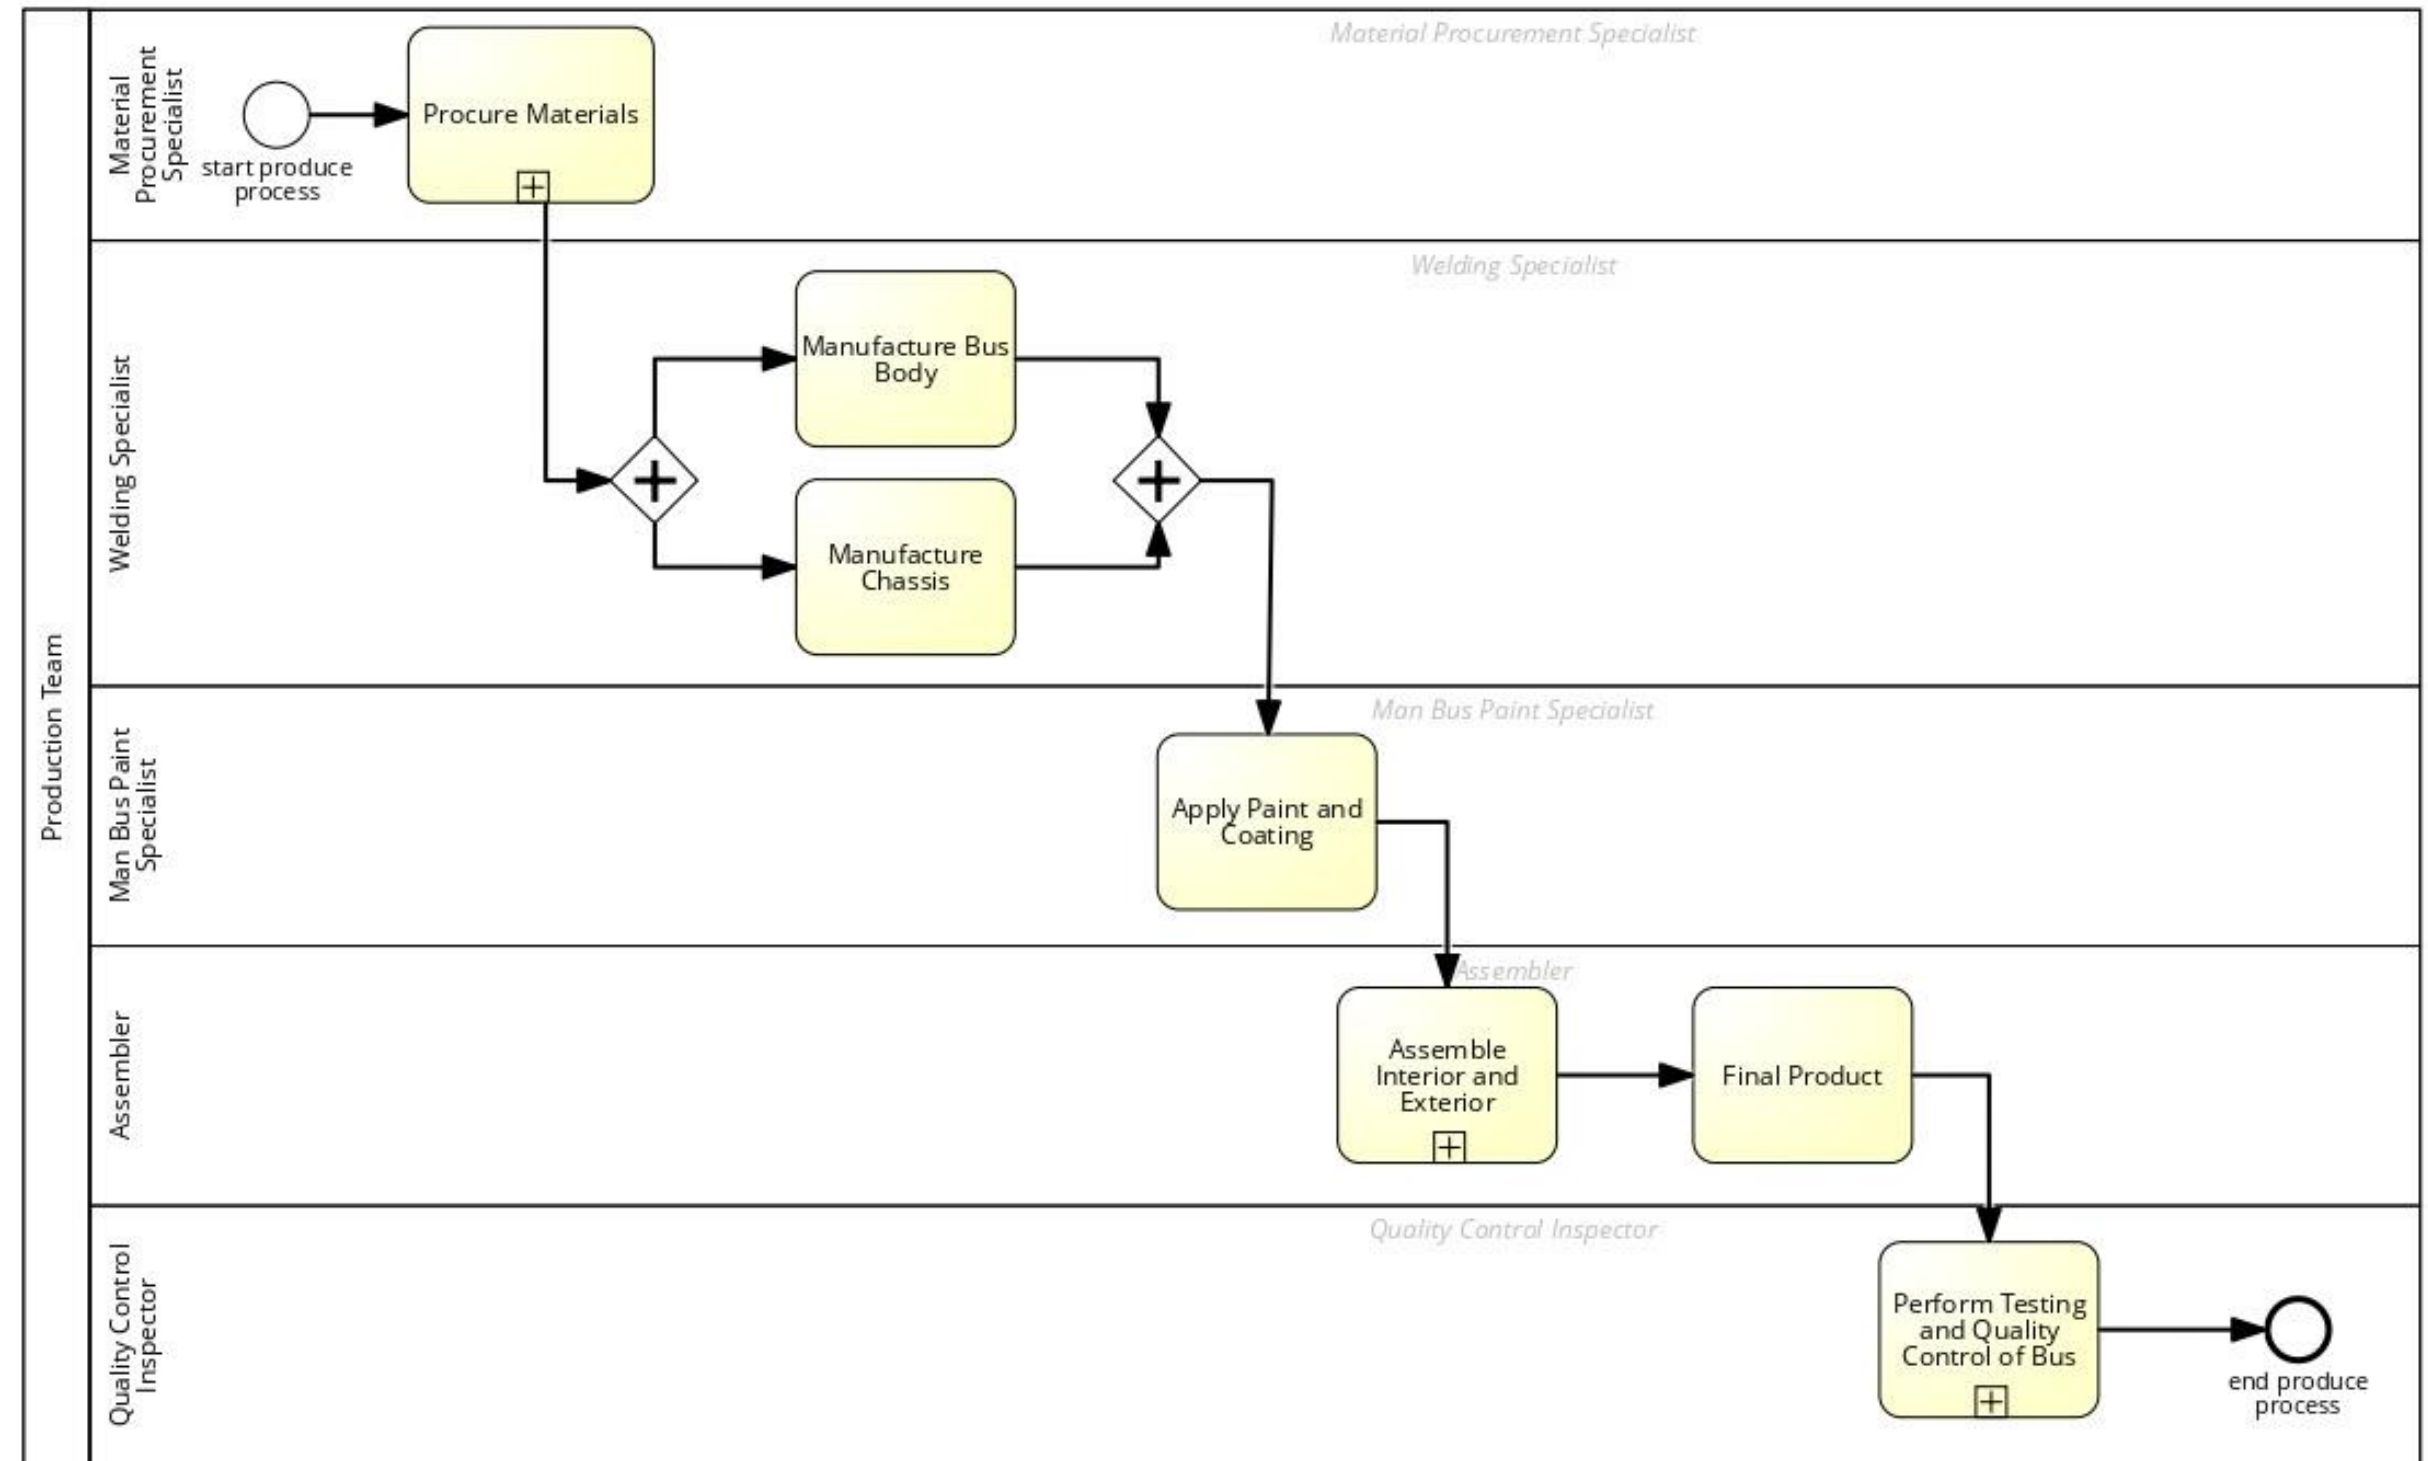 Production Team
Material
Procurement
Specialist
Material Procurement Specialist
start produce
process
Procure Materials
Welding Specialist
Welding Specialist
Manufacture Bus
Body
Manufacture
Chassis
Man Bus Paint
Specialist
Man Bus Paint Specialist
Apply Paint and
Coating
Assembler
Assembler
Assemble
Interior and
Exterior
Final Product
Quality Control
Inspector
Quality Control Inspector
Perform Testing
and Quality
Control of Bus
end produce
process